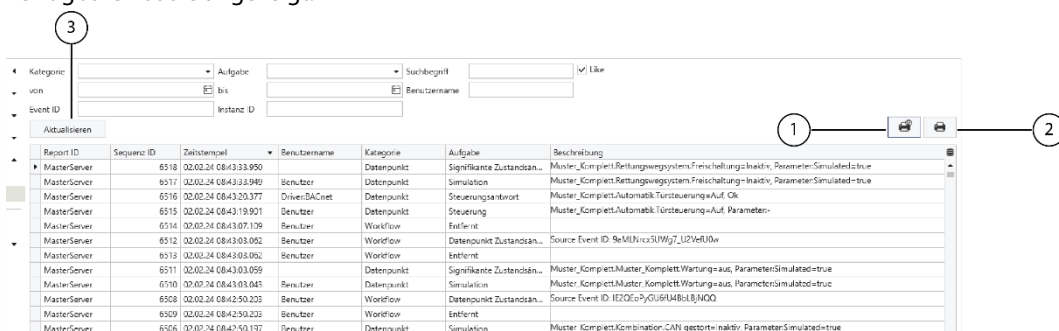 3
Kategorie Aufgabe Suchbegriff Like
von bis Benutzername
Event ID Instanz ID
Aktualisieren 1 2
Report ID Sequenz ID Zeitstempel Benutzername Kategorie Aufgabe Beschreibung
MasterServer 6518 02.02.24 08:43:33.950 Datenpunkt Signifikante Zustandsän... Muster_Komplett.Rettungswegsystem.Freischaltung=Inaktiv, Parameter:Simulated=true
MasterServer 6517 02.02.24 08:43:33.949 Benutzer Datenpunkt Simulation Muster_Komplett.Rettungswegsystem.Freischaltung=Inaktiv, Parameter:Simulated=true
MasterServer 6516 02.02.24 08:43:20.377 Driver:BACnet Datenpunkt Steuerungsantwort Muster_Komplett.Automatik.Türsteuerung=Auf, Ok
MasterServer 6515 02.02.24 08:43:19.901 Benutzer Datenpunkt Steuerung Muster_Komplett.Automatik.Türsteuerung=Auf, Parameter:-
MasterServer 6514 02.02.24 08:43:07.109 Benutzer Workflow Entfernt
MasterServer 6512 02.02.24 08:43:03.062 Benutzer Workflow Datenpunkt Zustandsän... Source Event ID:
MasterServer 6513 02.02.24 08:43:03.062 Benutzer Workflow Entfernt
MasterServer 6511 02.02.24 08:43:03.059 Datenpunkt Signifikante Zustandsän... Muster_Komplett.Muster_Komplett.Wartung=aus, Parameter:Simulated=true
MasterServer 6510 02.02.24 08:43:03.043 Benutzer Datenpunkt Simulation Muster_Komplett.Muster_Komplett.Wartung=aus, Parameter:Simulated=true
MasterServer 6508 02.02.24 08:42:50.203 Benutzer Workflow Datenpunkt Zustandsän... Source Event ID:
MasterServer 6509 02.02.24 08:42:50.203 Benutzer Workflow Entfernt
MasterServer 6506 02.02.24 08:42:50.197 Benutzer Datenpunkt Simulation Muster_Komplett.Kombination.CAN gestört=Inaktiv, Parameter:Simulated=true